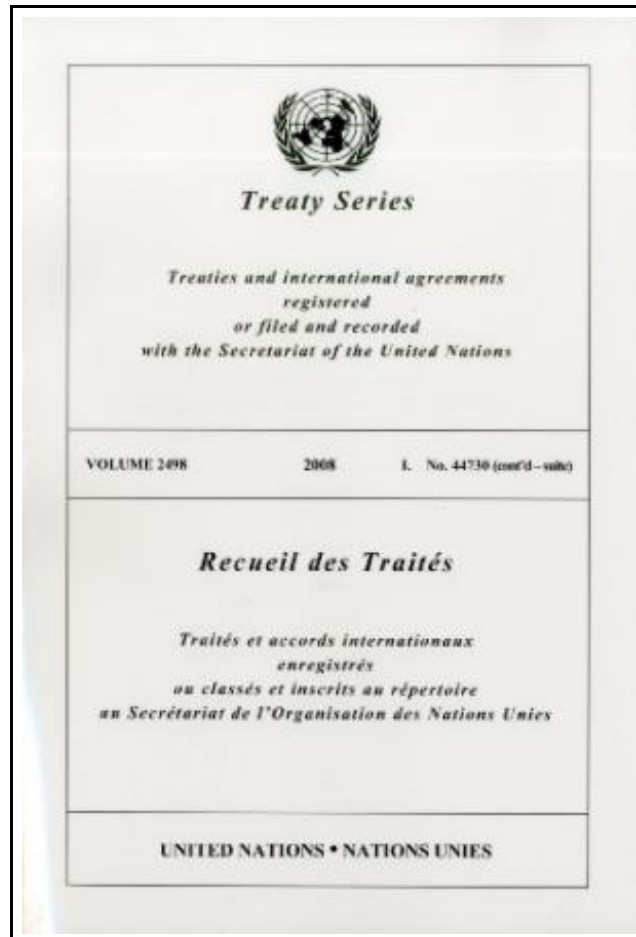 Treaty Series
Treaties and international agreements
registered
or filed and recorded
with the Secretariat of the United Nations
VOLUME 2498 2008 I. No. 44730 (cont'd – suite)
Recueil des Traités
Traités et accords internationaux
enregistrés
ou classés et inscrits au répertoire
au Secrétariat de l'Organisation des Nations Unies
UNITED NATIONS • NATIONS UNIES